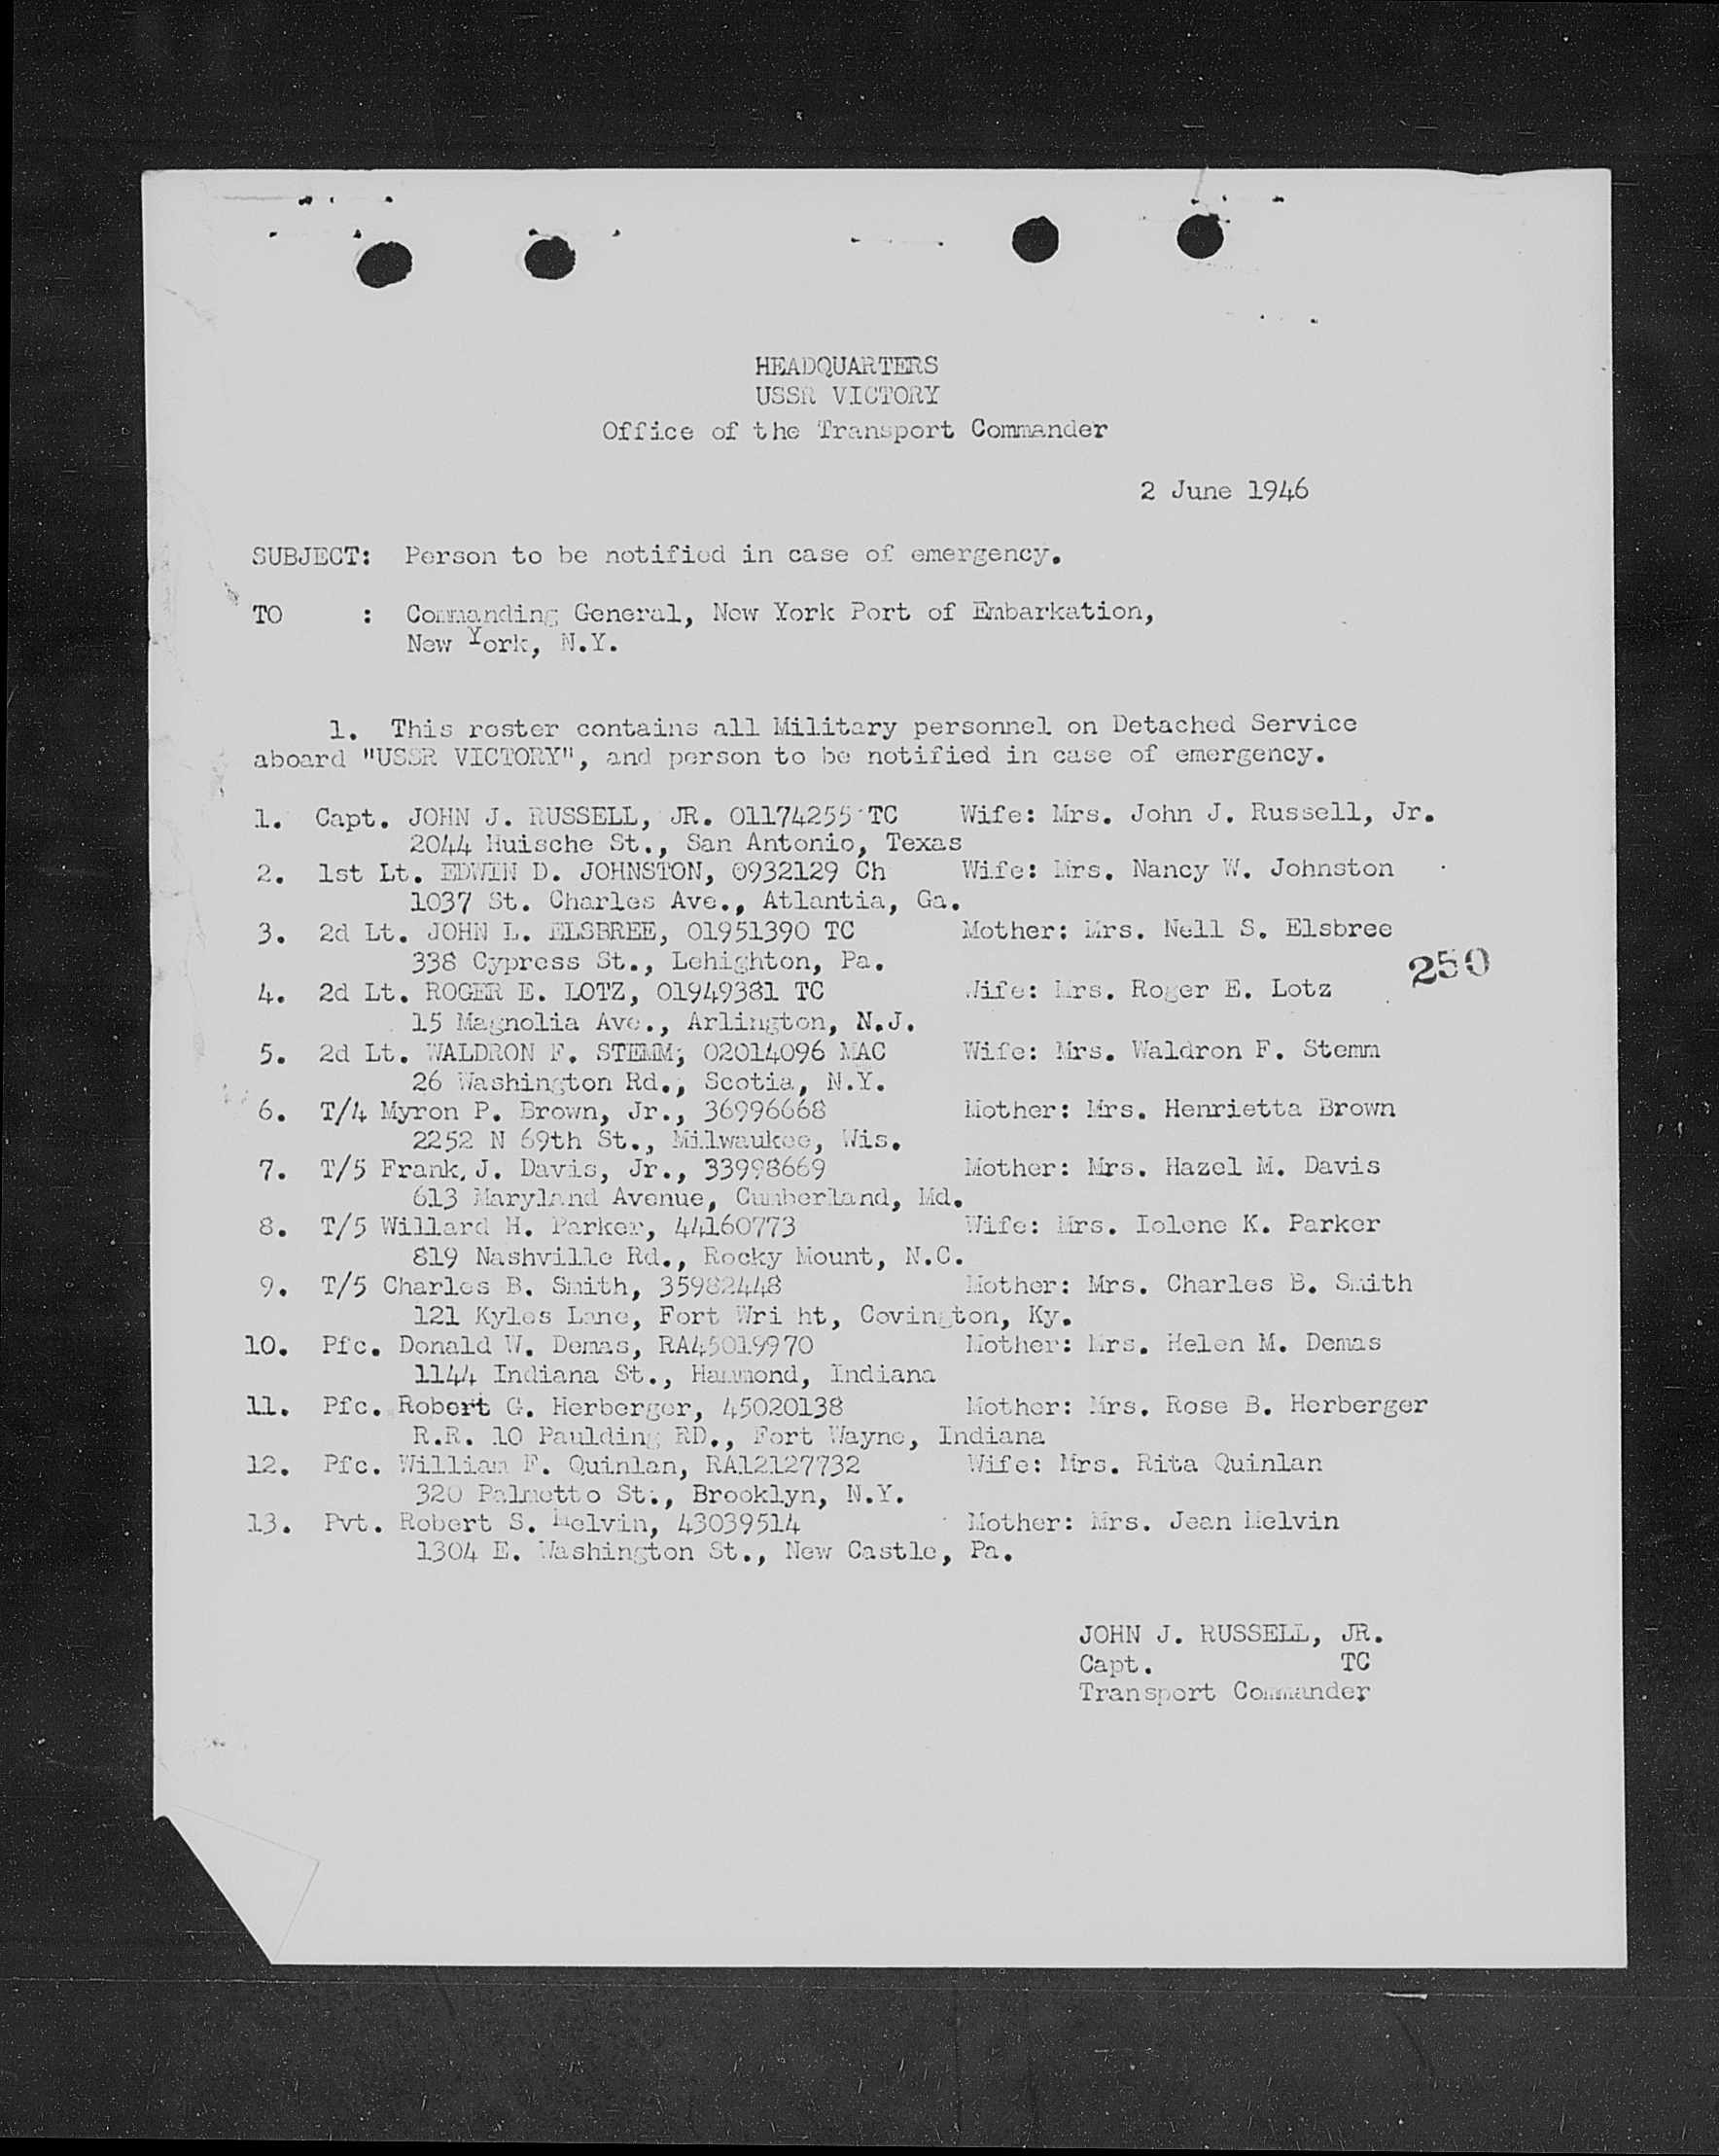 HEADQUARTERS
USSR VICTORY
Office of the Transport Commander
2 June 1946
SUBJECT: Person to be notified in case of emergency.
TO : Commanding General, New York Port of Embarkation,
New York, N.Y.
1. This roster contains all Military personnel on Detached Service
aboard "USSR VICTORY", and person to be notified in case of emergency.
1. Capt. JOHN J. RUSSELL, JR. 01174255 TC Wife: Mrs. John J. Russell, Jr.
2044 Huische St., San Antonio, Texas
2. 1st Lt. EDWIN D. JOHNSTON, 0932129 Ch Wife: Mrs. Nancy W. Johnston
1037 St. Charles Ave., Atlantia, Ga.
3. 2d Lt. JOHN L. ELSBREE, 01951390 TC Mother: Mrs. Nell S. Elsbree
338 Cypress St., Lehighton, Pa.
250
4. 2d Lt. ROGER E. LOTZ, 01949381 TC Wife: Mrs. Roger E. Lotz
15 Magnolia Ave., Arlington, N.J.
5. 2d Lt. WALDRON F. STEMM; 02014096 MAC Wife: Mrs. Waldron F. Stemm
26 Washington Rd., Scotia, N.Y.
6. T/4 Myron P. Brown, Jr., 36996668 Mother: Mrs. Henrietta Brown
2252 N 69th St., Milwaukee, Wis.
7. T/5 Frank J. Davis, Jr., 33998669 Mother: Mrs. Hazel M. Davis
613 Maryland Avenue, Cumberland, Md.
8. T/5 Willard H. Parker, 44160773 Wife: Mrs. Iolene K. Parker
819 Nashville Rd., Rocky Mount, N.C.
9. T/5 Charles B. Smith, 35982448 Mother: Mrs. Charles B. Smith
121 Kyles Lane, Fort Wri ht, Covington, Ky.
10. Pfc. Donald W. Demas, RA45019970 Mother: Mrs. Helen M. Demas
1144 Indiana St., Hammond, Indiana
11. Pfc. Robert G. Herberger, 45020138 Mother: Mrs. Rose B. Herberger
R.R. 10 Paulding RD., Fort Wayne, Indiana
12. Pfc. William F. Quinlan, RA12127732 Wife: Mrs. Rita Quinlan
320 Palmetto St., Brooklyn, N.Y.
13. Pvt. Robert S. Melvin, 43039514 Mother: Mrs. Jean Melvin
1304 E. Washington St., New Castle, Pa.
JOHN J. RUSSELL, JR.
Capt. TC
Transport Commander